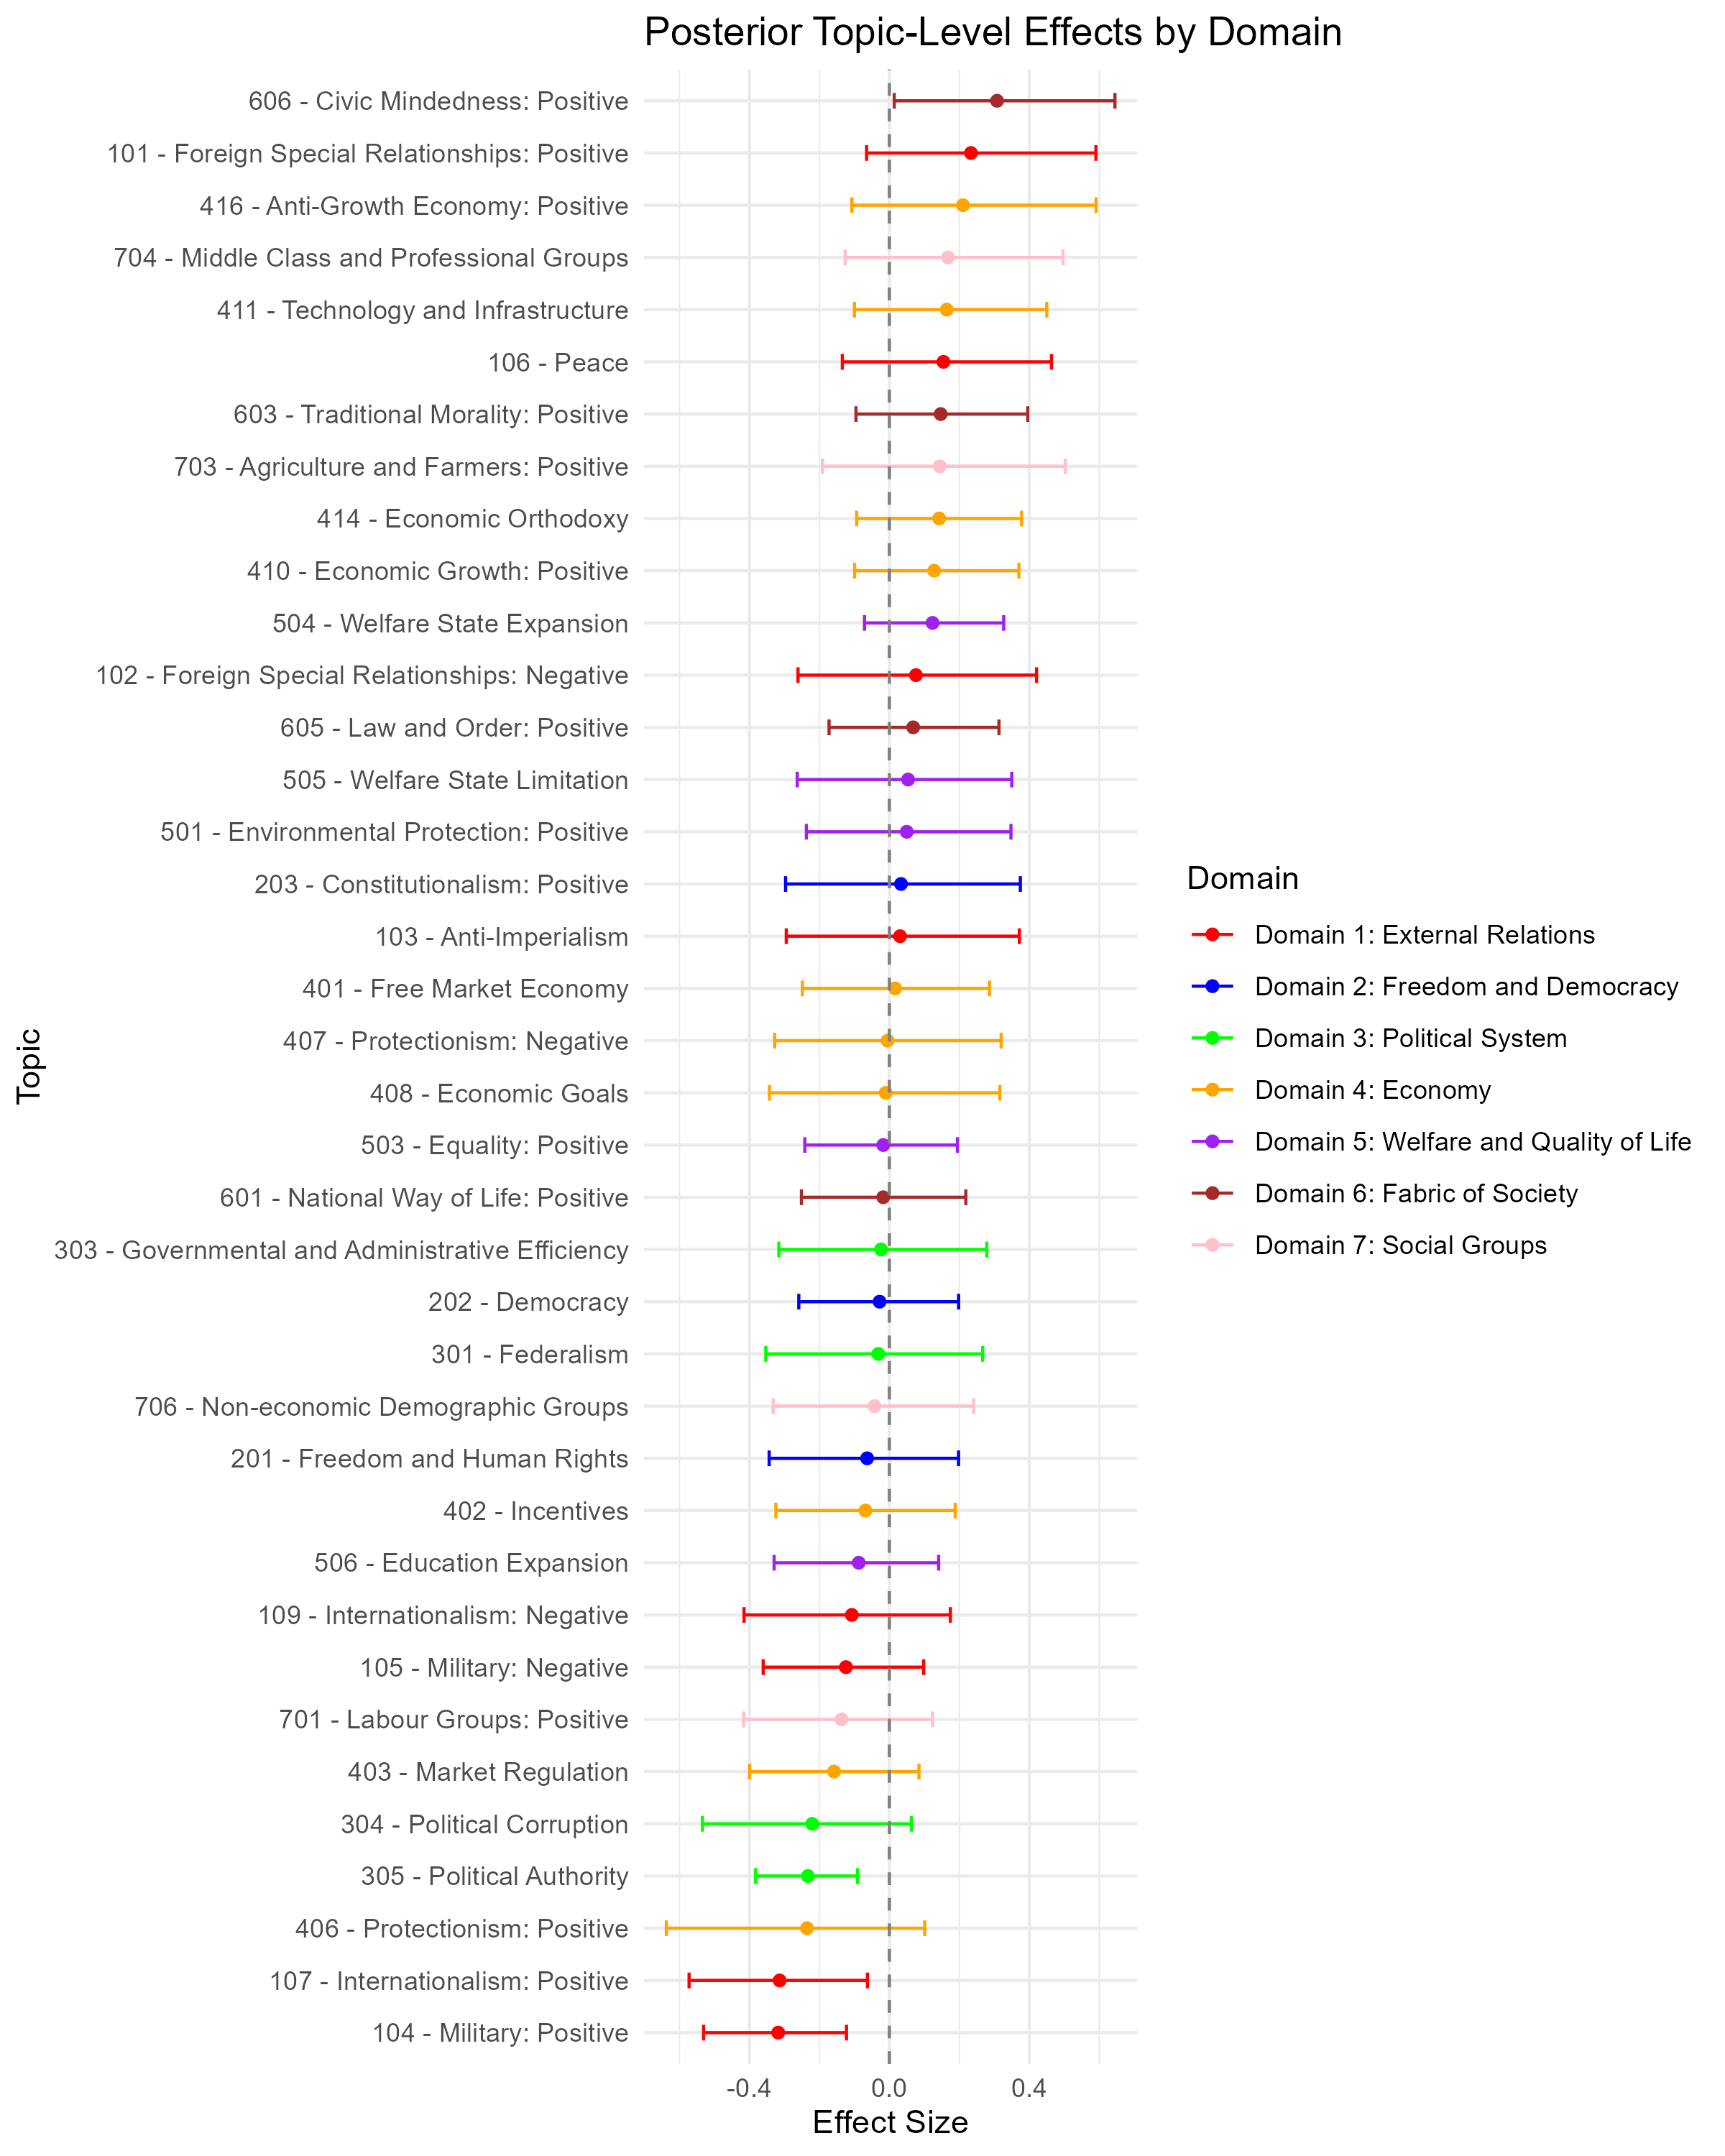 Posterior Topic-Level Effects by Domain
606 - Civic Mindedness: Positive
101 - Foreign Special Relationships: Positive
416 - Anti-Growth Economy: Positive
704 - Middle Class and Professional Groups
411 - Technology and Infrastructure
106 - Peace
603 - Traditional Morality: Positive
703 - Agriculture and Farmers: Positive
414 - Economic Orthodoxy
410 - Economic Growth: Positive
504 - Welfare State Expansion
102 - Foreign Special Relationships: Negative
605 - Law and Order: Positive
505 - Welfare State Limitation
501 - Environmental Protection: Positive
203 - Constitutionalism: Positive
103 - Anti-Imperialism
401 - Free Market Economy
407 - Protectionism: Negative
408 - Economic Goals
503 - Equality: Positive
601 - National Way of Life: Positive
303 - Governmental and Administrative Efficiency
202 - Democracy
301 - Federalism
706 - Non-economic Demographic Groups
201 - Freedom and Human Rights
402 - Incentives
506 - Education Expansion
109 - Internationalism: Negative
105 - Military: Negative
701 - Labour Groups: Positive
403 - Market Regulation
304 - Political Corruption
305 - Political Authority
406 - Protectionism: Positive
107 - Internationalism: Positive
104 - Military: Positive
Topic
-0.4
0.0
0.4
Effect Size
Domain
Domain 1: External Relations
Domain 2: Freedom and Democracy
Domain 3: Political System
Domain 4: Economy
Domain 5: Welfare and Quality of Life
Domain 6: Fabric of Society
Domain 7: Social Groups